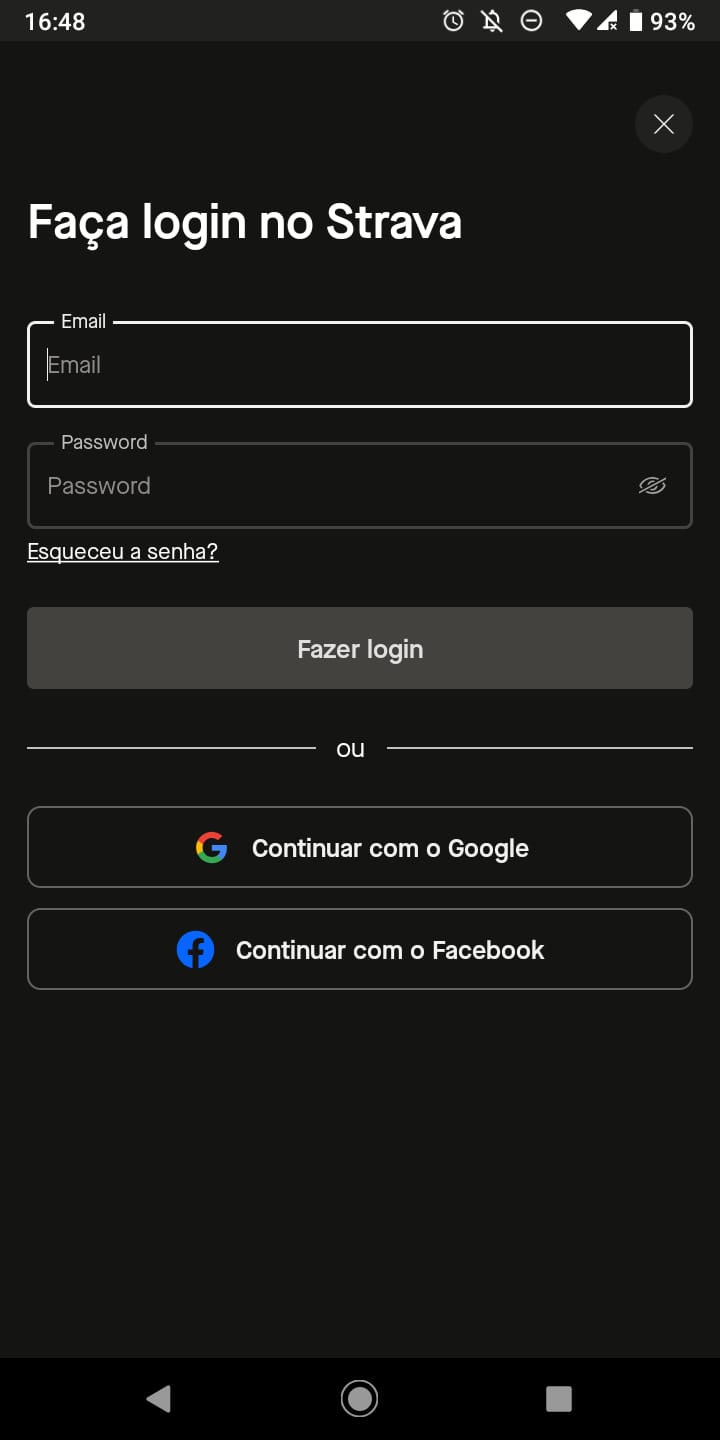 16:48
93%
Faça login no Strava
Email
Email
Password
Password
Esqueceu a senha?
Fazer login
ou
Continuar com o Google
Continuar com o Facebook